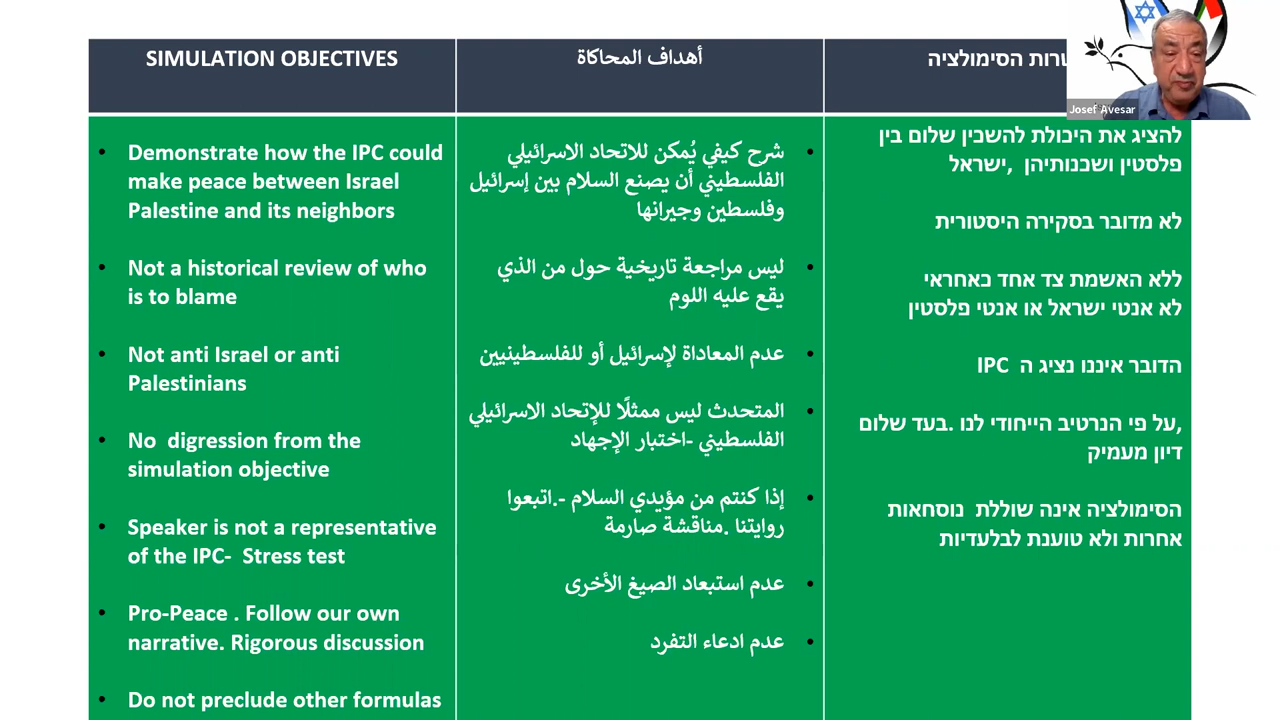 SIMULATION OBJECTIVES
• Demonstrate how the IPC could
make peace between Israel
Palestine and its neighbors
• Not a historical review of who
is to blame
• Not anti Israel or anti
Palestinians
• No digression from the
simulation objective
• Speaker is not a representative
of the IPC- Stress test
• Pro-Peace . Follow our own
narrative. Rigorous discussion
• Do not preclude other formulas
أهداف المحاكاة
• شرح كيفي يُمكن للاتحاد الاسرائيلي
الفلسطيني أن يصنع السلام بين إسرائيل
وفلسطين وجيرانها
• ليس مراجعة تاريخية حول من الذي
يقع عليه اللوم
• عدم المعاداة لإسرائيل أو للفلسطينيين
• المتحدث ليس ممثلًا للإتحاد الاسرائيلي
الفلسطيني -اختبار الإجهاد
• إذا كنتم من مؤيدي السلام -.اتبعوا
روايتنا .مناقشة صارمة
• عدم استبعاد الصيغ الأخرى
• عدم ادعاء التفرد
הסימולציה
להציג את היכולת להשכין שלום בין
פלסטין ושכנותיהן ,ישראל
לא מדובר בסקירה היסטורית
ללא האשמת צד אחד כאחראי
לא אנטי ישראל או אנטי פלסטין
הדובר איננו נציג ה IPC
,על פי הנרטיב הייחודי לנו .בעד שלום
דיון מעמיק
הסימולציה אינה שוללת נוסחאות
אחרות ולא טוענת לבלעדיות
Josef Avesar